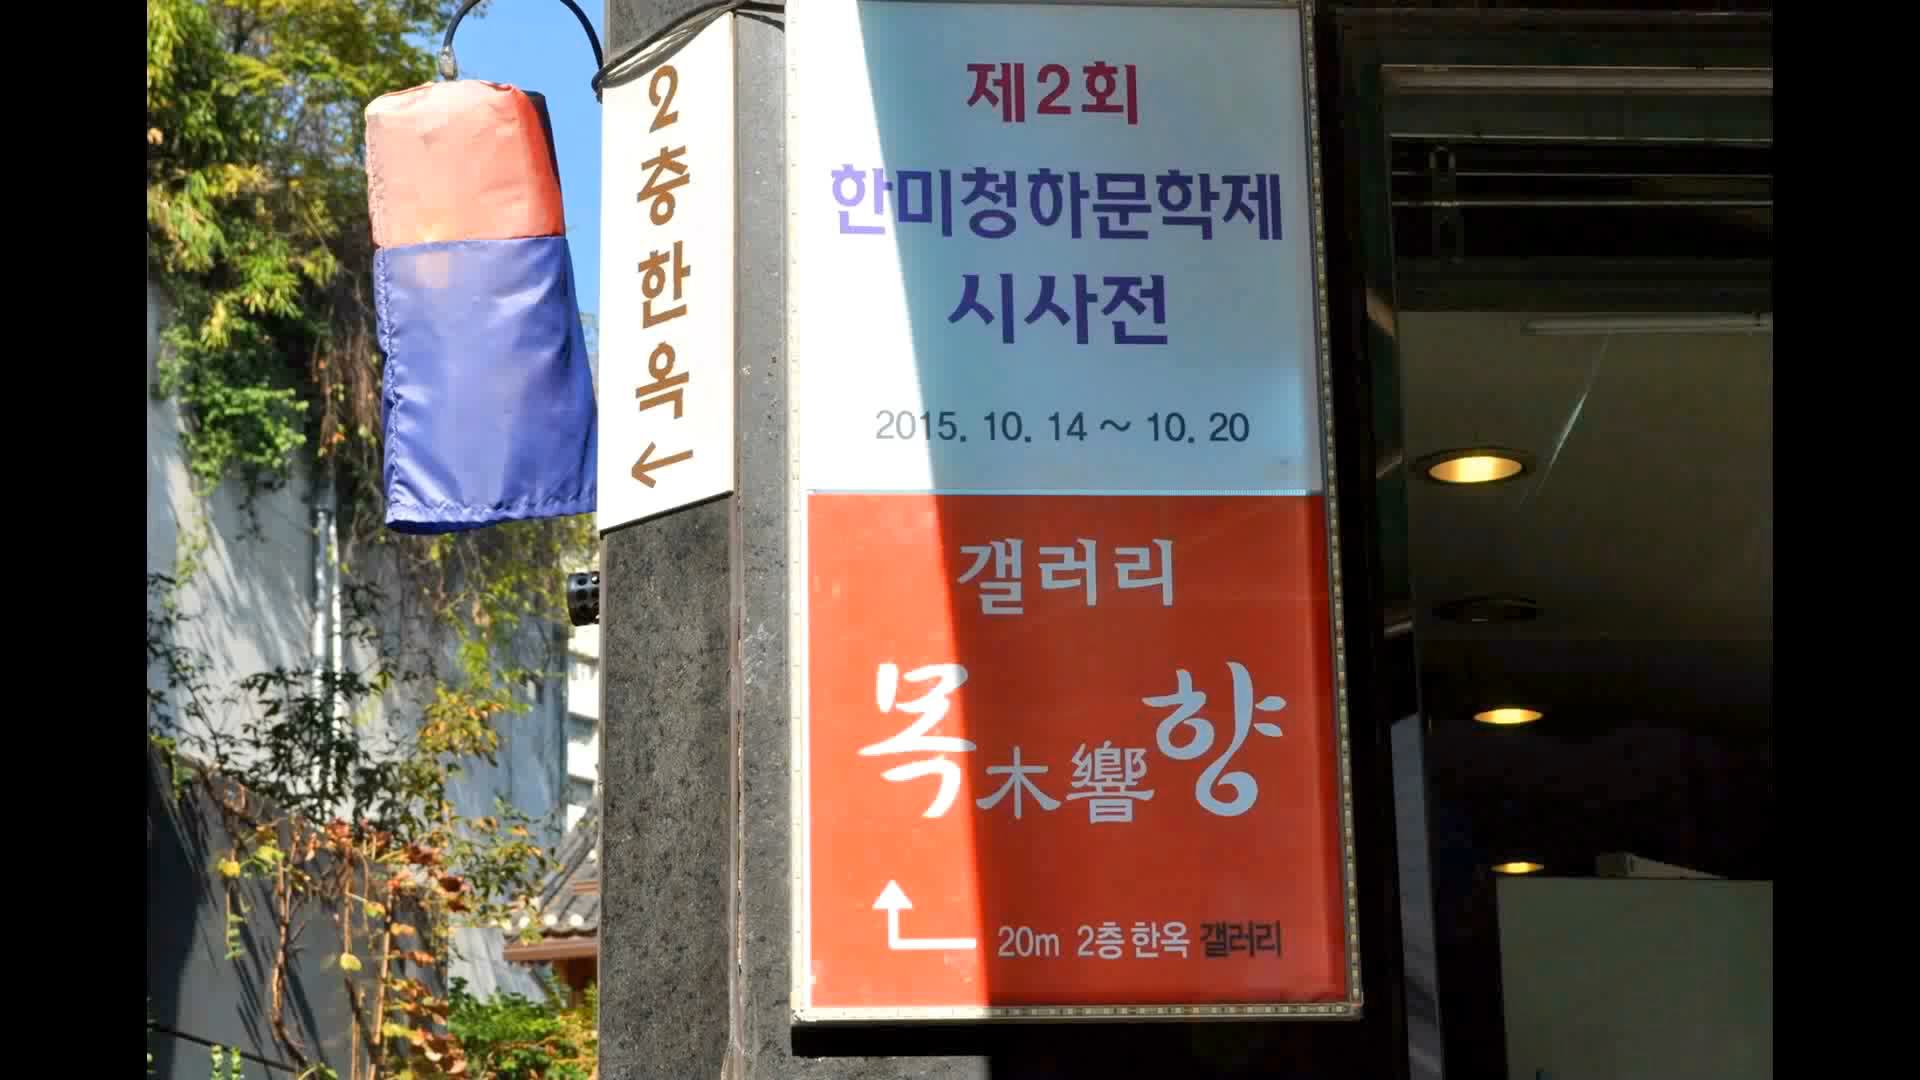 2층한옥←
제2회
한미청하문학제
시사전
2015. 10. 14 ~ 10. 20
갤러리
목木響향
20m 2층한옥 갤러리